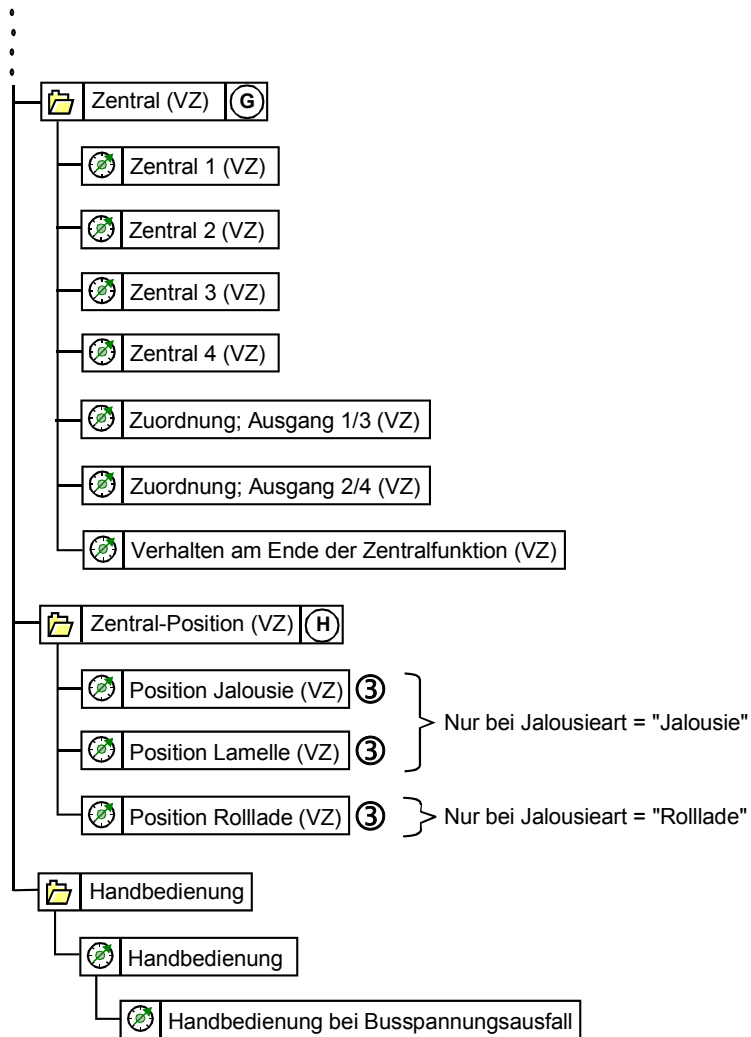 Zentral (VZ) G
Zentral 1 (VZ)
Zentral 2 (VZ)
Zentral 3 (VZ)
Zentral 4 (VZ)
Zuordnung; Ausgang 1/3 (VZ)
Zuordnung; Ausgang 2/4 (VZ)
Verhalten am Ende der Zentralfunktion (VZ)
Zentral-Position (VZ) H
Position Jalousie (VZ) ③
Nur bei Jalousieart = "Jalousie"
Position Lamelle (VZ) ③
Position Rolllade (VZ) ③ Nur bei Jalousieart = "Rolllade"
Handbedienung
Handbedienung
Handbedienung bei Busspannungsausfall